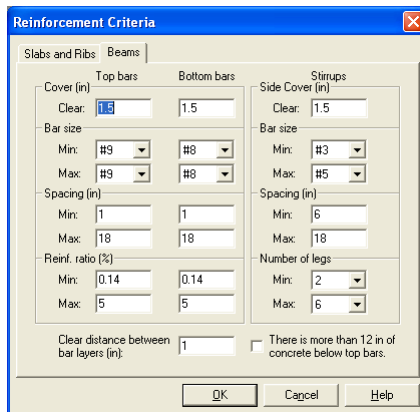 Reinforcement Criteria
Slabs and Ribs Beams
Top bars Bottom bars Stirrups
Cover (in) Side Cover (in)
Clear: 1.5 1.5 Clear: 1.5
Bar size Bar size
Min: #9 #8 Min: #3
Max: #9 #8 Max: #5
Spacing (in) Spacing (in)
Min: 1 1 Min: 6
Max: 18 18 Max: 18
Reinf. ratio (%) Number of legs
Min: 0.14 0.14 Min: 2
Max: 5 5 Max: 6
Clear distance between bar layers (in): 1 There is more than 12 in of concrete below top bars.
OK Cancel Help